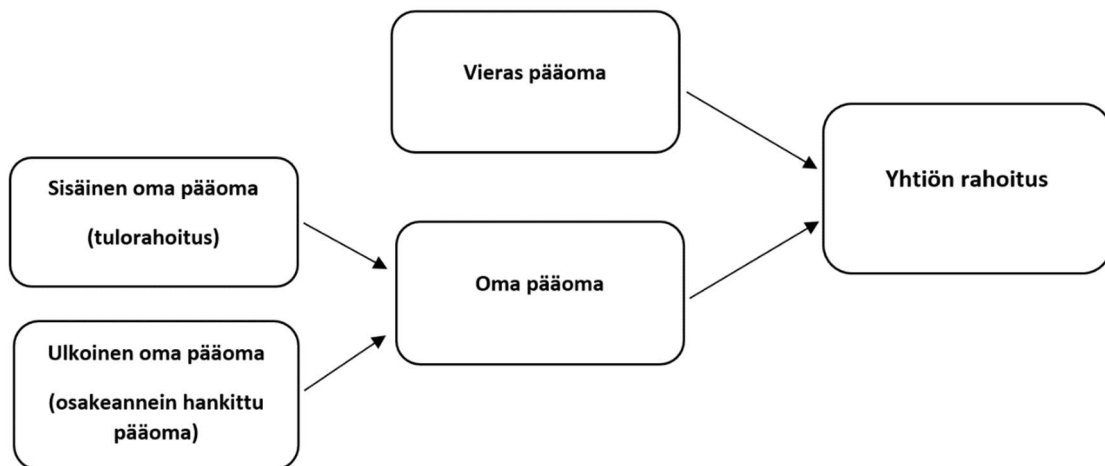 Vieras pääoma
Yhtiön rahoitus
Sisäinen oma pääoma
(tulorahoitus)
Oma pääoma
Ulkoinen oma pääoma
(osakeannein hankittu
pääoma)